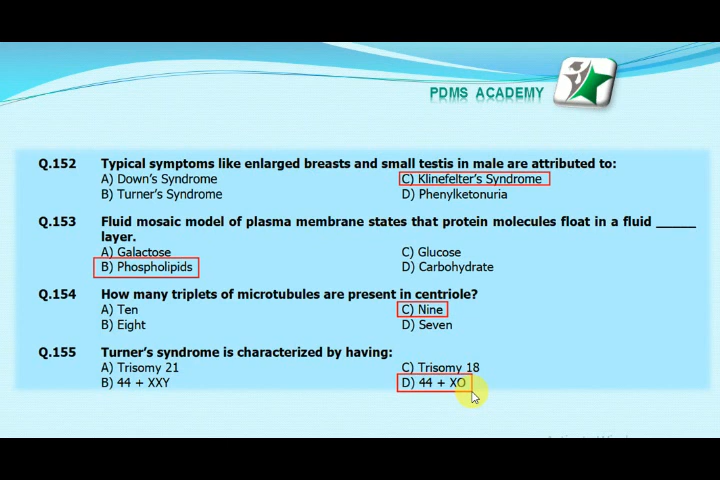 PDMS ACADEMY
Q.152 Typical symptoms like enlarged breasts and small testis in male are attributed to:
A) Down's Syndrome C) Klinefelter's Syndrome
B) Turner's Syndrome D) Phenylketonuria
Q.153 Fluid mosaic model of plasma membrane states that protein molecules float in a fluid _____
layer.
A) Galactose C) Glucose
B) Phospholipids D) Carbohydrate
Q.154 How many triplets of microtubules are present in centriole?
A) Ten C) Nine
B) Eight D) Seven
Q.155 Turner's syndrome is characterized by having:
A) Trisomy 21 C) Trisomy 18
B) 44 + XXY D) 44 + XO